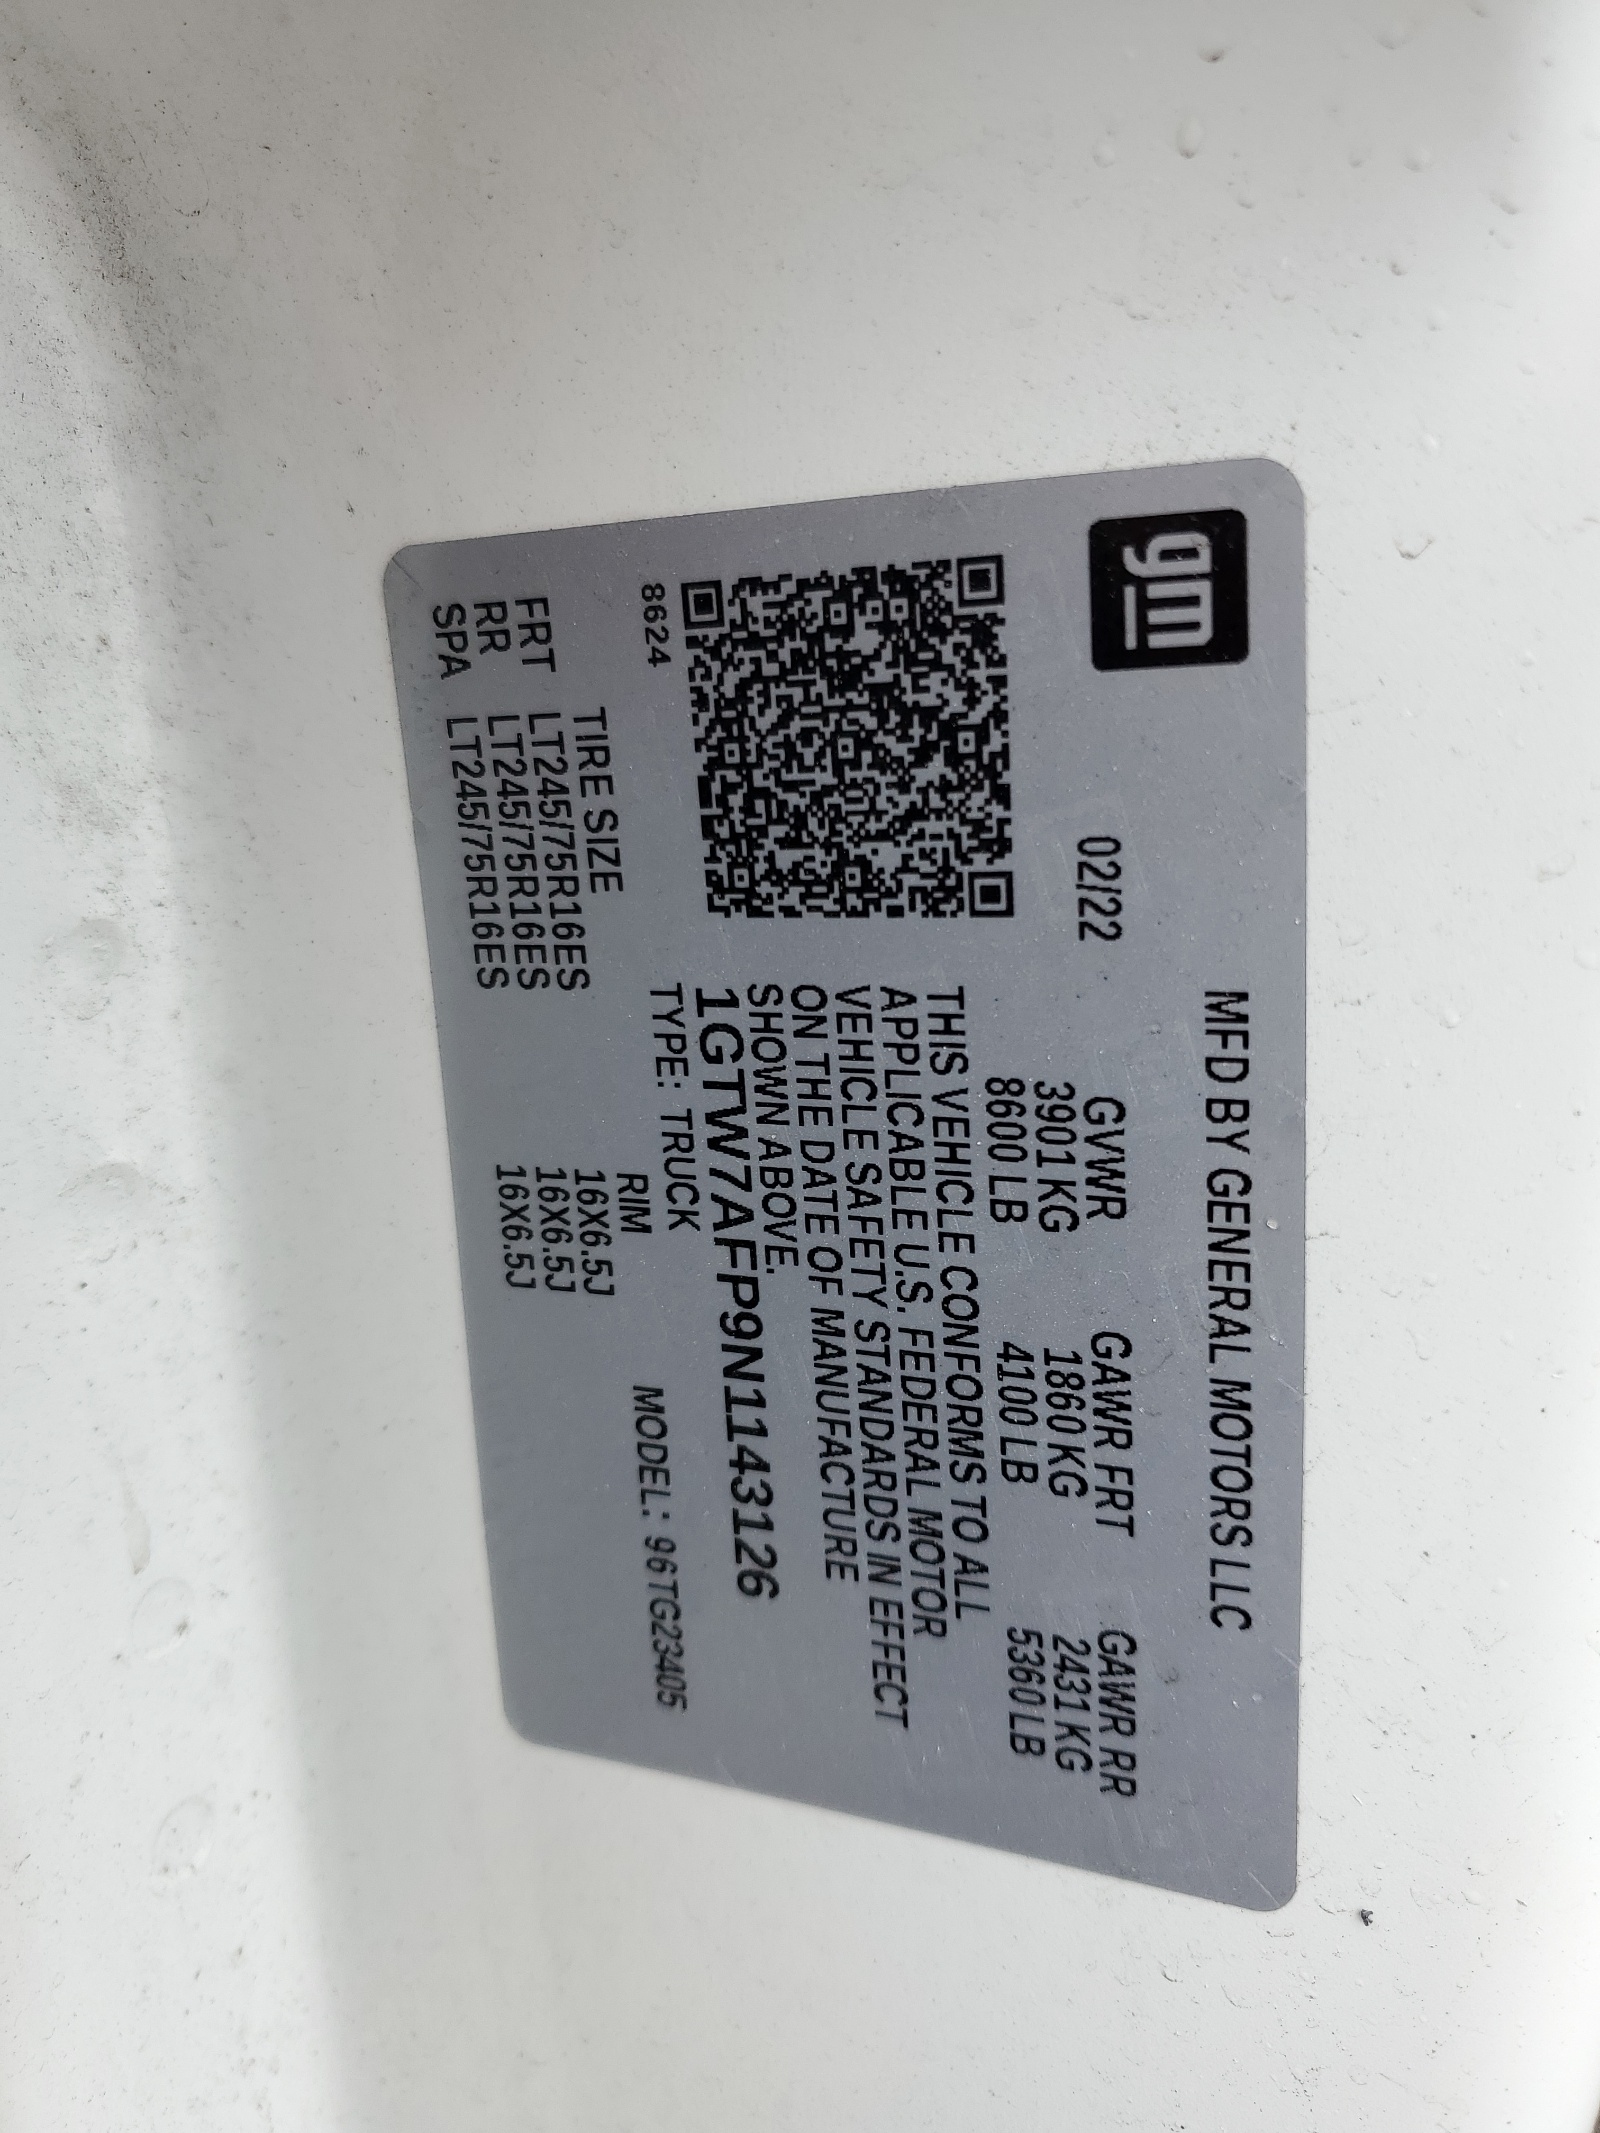 gm
MFD BY GENERAL MOTORS LLC
02/22 GVWR GAWR FRT GAWR RR
3901 KG 1860 KG 2431 KG
8600 LB 4100 LB 5360 LB
THIS VEHICLE CONFORMS TO ALL
APPLICABLE U.S. FEDERAL MOTOR
VEHICLE SAFETY STANDARDS IN EFFECT
ON THE DATE OF MANUFACTURE
SHOWN ABOVE.
1GTW7AFP9N1143126
8624 TYPE: TRUCK MODEL: 96TG23405
TIRE SIZE RIM
FRT LT245/75R16ES 16X6.5J
RR LT245/75R16ES 16X6.5J
SPA LT245/75R16ES 16X6.5J